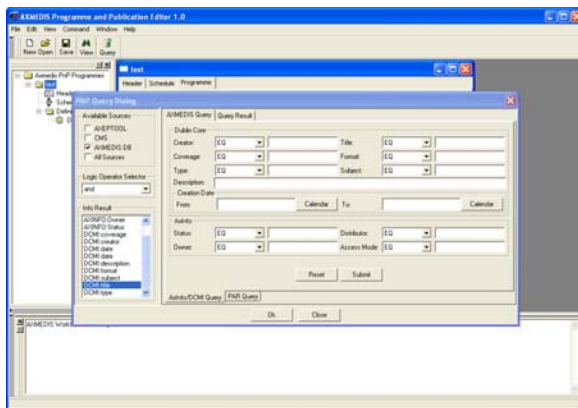 AXMEDIS Programme and Publication Editor 1.0
File Edit View Command Window Help
New Open Save View Query
Axmedis PnP Programmes
test
test
Header Schedule Programme
PnP Query Dialog
Available Sources
AXEPTOOL
CMS
AXMEDIS DB
All Sources
Logic Operator Selector
and
Info Result
AXINFO Owner
AXINFO Status
DCMI coverage
DCMI creator
DCMI date
DCMI date
DCMI description
DCMI format
DCMI subject
DCMI title
DCMI type
AXMEDIS Query Query Result
Dublin Core
Creator: EQ Title: EQ
Coverage: EQ Format: EQ
Type: EQ Subject: EQ
Description:
Creation Date
From: Calendar To: Calendar
AxInfo
Status: EQ Distributor: EQ
Owner: EQ Access Mode: EQ
Reset Submit
AxInfo/DCMI Query PAR Query
Ok Close